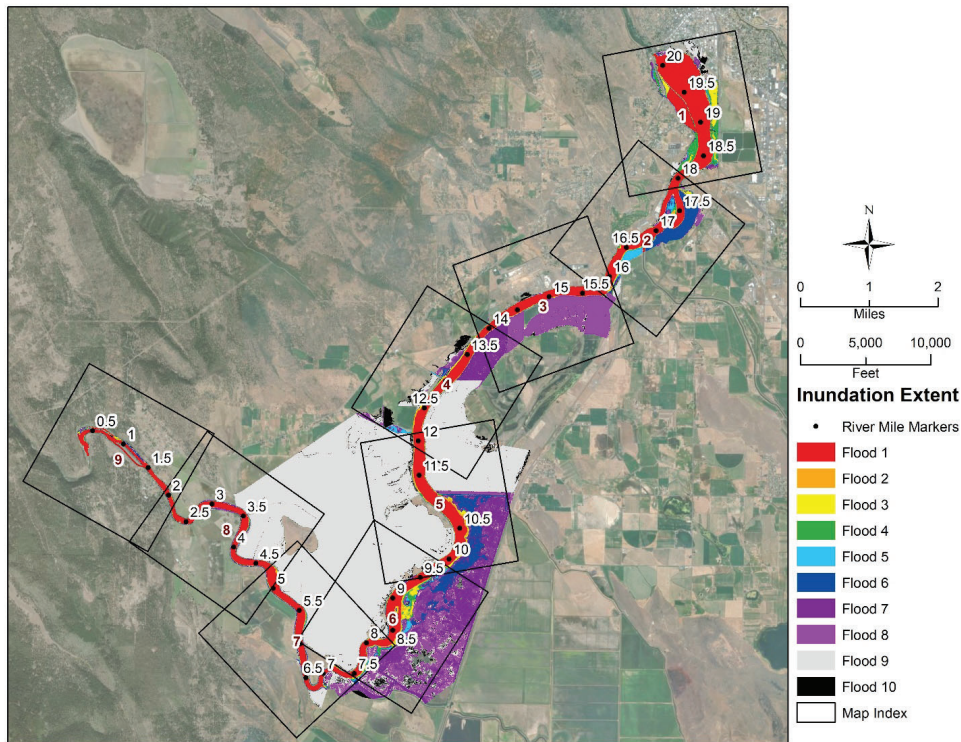 20
19.5
1
19
18.5
18
17.5
17
2
16.5
16
15.5
15
3
14
13.5
4
12.5
12
11.5
5
10.5
10
9.5
9
6
8.5
8
7.5
7
6.5
7
5.5
5
4.5
4
8
3.5
3
2.5
2
1.5
9
1
0.5
N
0 1 2
Miles
0 5,000 10,000
Feet
Inundation Extent
River Mile Markers
Flood 1
Flood 2
Flood 3
Flood 4
Flood 5
Flood 6
Flood 7
Flood 8
Flood 9
Flood 10
Map Index